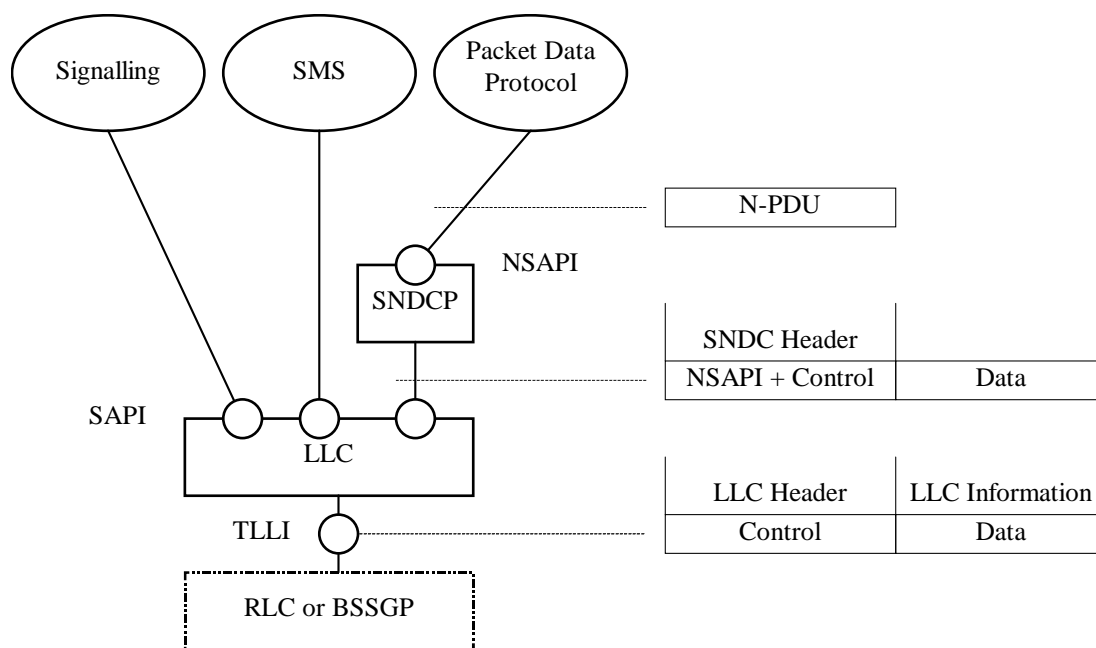 Signalling
SMS
Packet Data
Protocol
N-PDU
NSAPI
SNDCP
SNDC Header
NSAPI + Control
Data
SAPI
LLC
LLC Header
LLC Information
TLLI
Control
Data
RLC or BSSGP